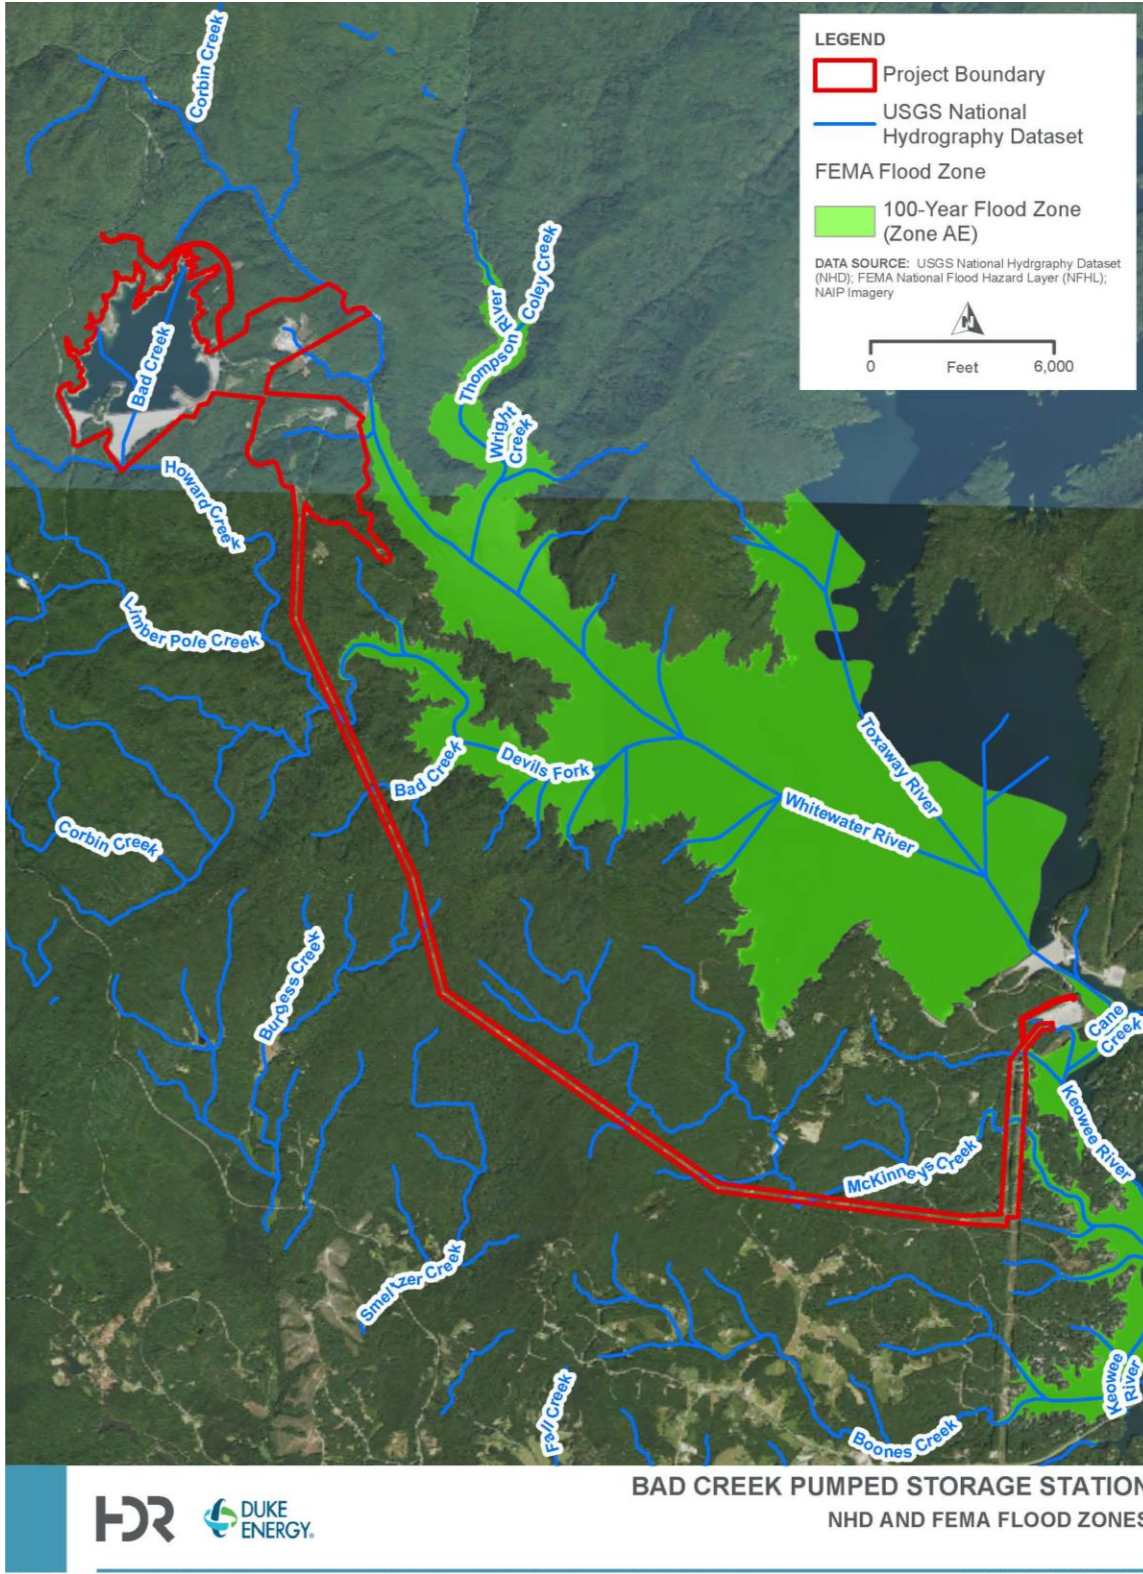 Corbin Creek
LEGEND
Project Boundary
USGS National
Hydrography Dataset
FEMA Flood Zone
100-Year Flood Zone
(Zone AE)
DATA SOURCE: USGS National Hydrgraphy Dataset
(NHD); FEMA National Flood Hazard Layer (NFHL);
NAIP Imagery
N
0 Feet 6,000
Coley Creek
Thompson River
Bad Creek
Wright
Creek
Howard Creek
Limber Pole Creek
Toxaway River
Bad Creek
Devils Fork
Whitewater River
Corbin Creek
Burgess Creek
Cane
Creek
Keowee River
McKinneys Creek
Smeltzer Creek
Keowee
River
Fall Creek
Boones Creek
HDR
DUKE
ENERGY®
BAD CREEK PUMPED STORAGE STATION
NHD AND FEMA FLOOD ZONES